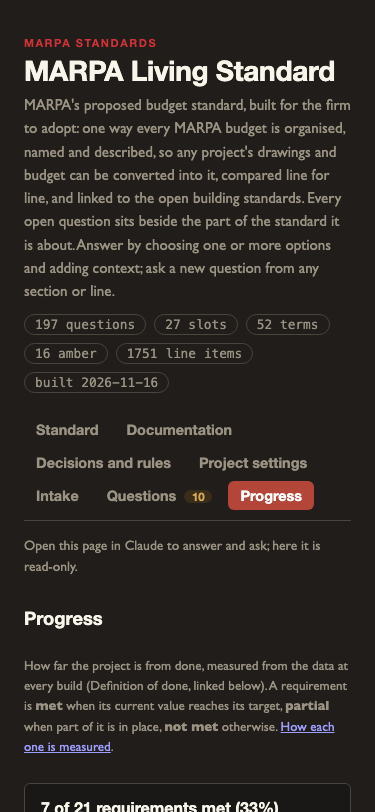 MARPA STANDARDS
MARPA Living Standard
MARPA's proposed budget standard, built for the firm
to adopt: one way every MARPA budget is organised,
named and described, so any project's drawings and
budget can be converted into it, compared line for
line, and linked to the open building standards. Every
open question sits beside the part of the standard it
is about. Answer by choosing one or more options
and adding context; ask a new question from any
section or line.
197 questions 27 slots 52 terms
16 amber 1751 line items
built 2026-11-16
Standard Documentation
Decisions and rules Project settings
Intake Questions 10 Progress
Open this page in Claude to answer and ask; here it is
read-only.
Progress
How far the project is from done, measured from the data at
every build (Definition of done, linked below). A requirement
is met when its current value reaches its target, partial
when part of it is in place, not met otherwise. How each
one is measured.
7 of 21 requirements met (33%)